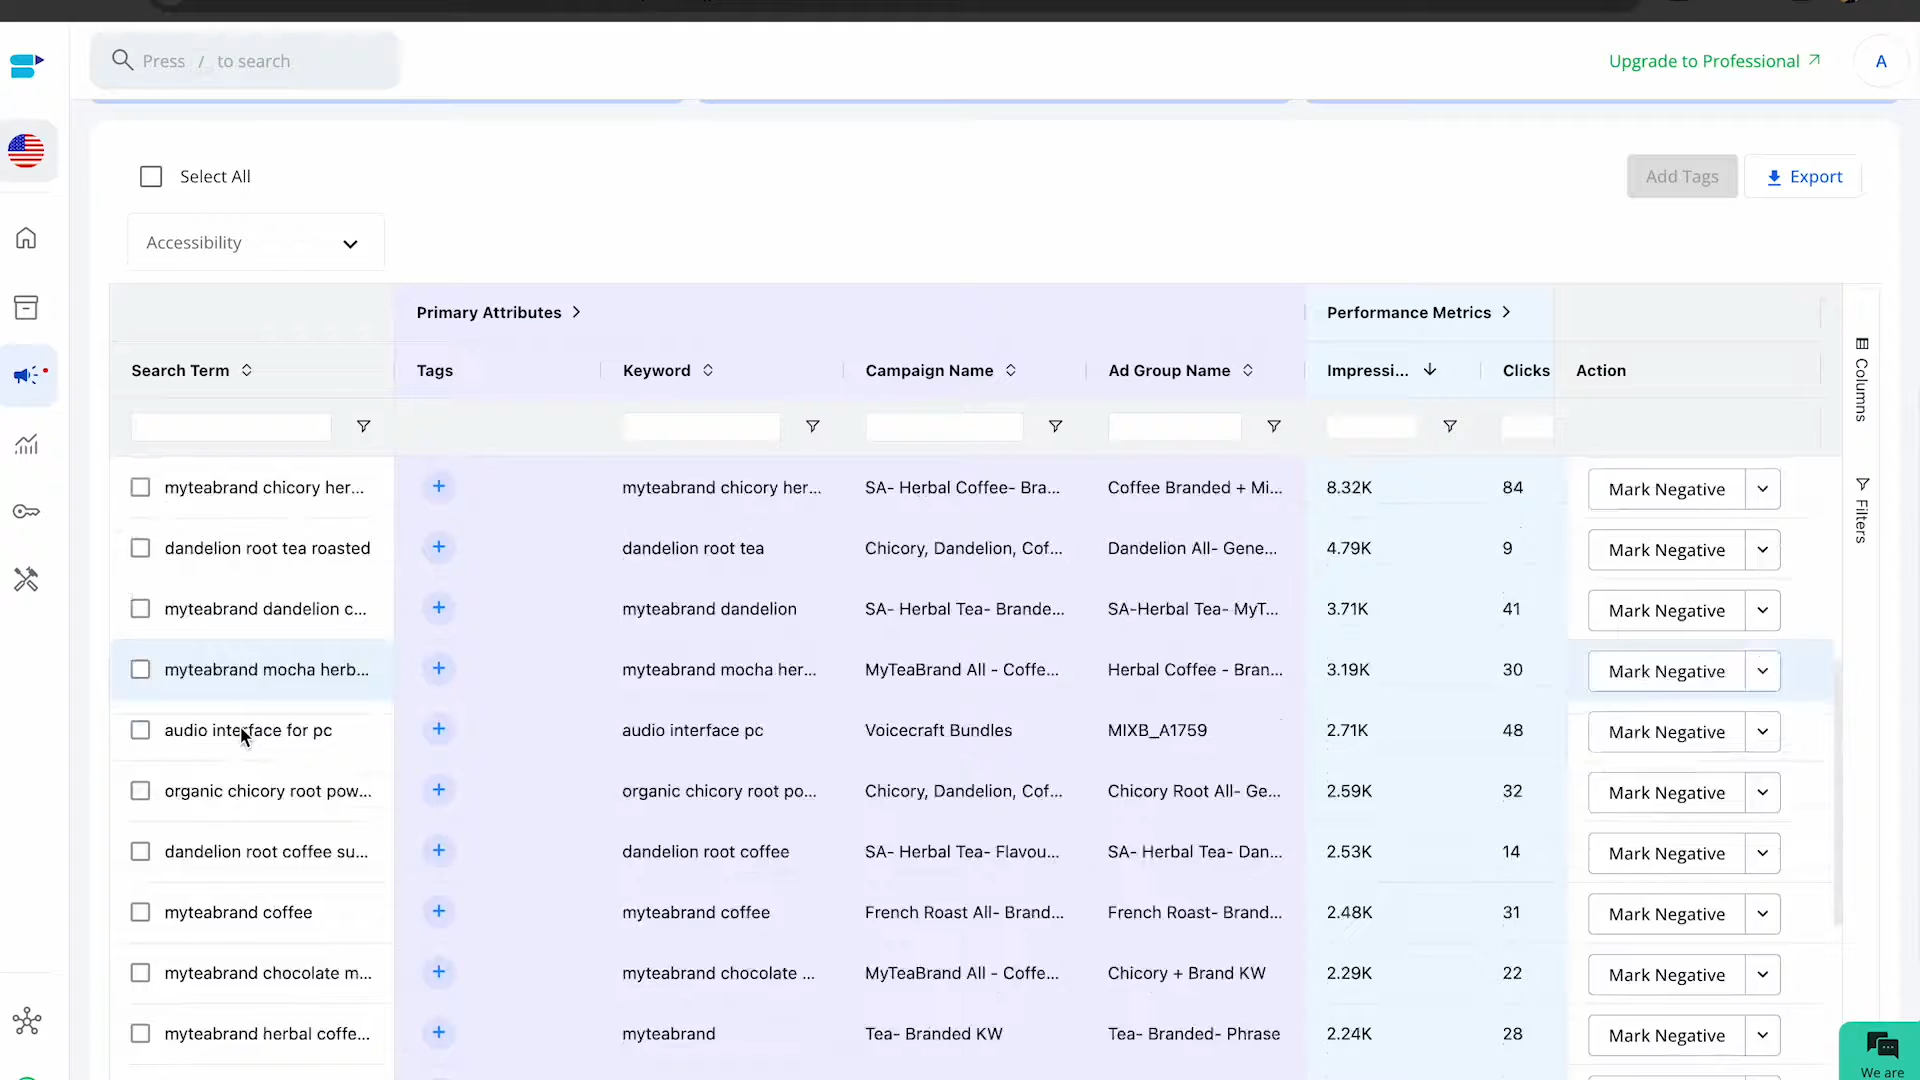 Press / to search
Upgrade to Professional
A
Select All
Add Tags
Export
Accessibility
Primary Attributes
Performance Metrics
Search Term
Tags
Keyword
Campaign Name
Ad Group Name
Impressi...
Clicks
Action
Columns
Filters
myteabrand chicory her... myteabrand chicory her... SA- Herbal Coffee- Bra... Coffee Branded + Mi... 8.32K 84 Mark Negative
dandelion root tea roasted dandelion root tea Chicory, Dandelion, Cof... Dandelion All- Gene... 4.79K 9 Mark Negative
myteabrand dandelion c... myteabrand dandelion SA- Herbal Tea- Brande... SA-Herbal Tea- MyT... 3.71K 41 Mark Negative
myteabrand mocha herb... myteabrand mocha her... MyTeaBrand All - Coffe... Herbal Coffee - Bran... 3.19K 30 Mark Negative
audio interface for pc audio interface pc Voicecraft Bundles MIXB_A1759 2.71K 48 Mark Negative
organic chicory root pow... organic chicory root po... Chicory, Dandelion, Cof... Chicory Root All- Ge... 2.59K 32 Mark Negative
dandelion root coffee su... dandelion root coffee SA- Herbal Tea- Flavou... SA- Herbal Tea- Dan... 2.53K 14 Mark Negative
myteabrand coffee myteabrand coffee French Roast All- Brand... French Roast- Brand... 2.48K 31 Mark Negative
myteabrand chocolate m... myteabrand chocolate ... MyTeaBrand All - Coffe... Chicory + Brand KW 2.29K 22 Mark Negative
myteabrand herbal coffe... myteabrand Tea- Branded KW Tea- Branded- Phrase 2.24K 28 Mark Negative
We are